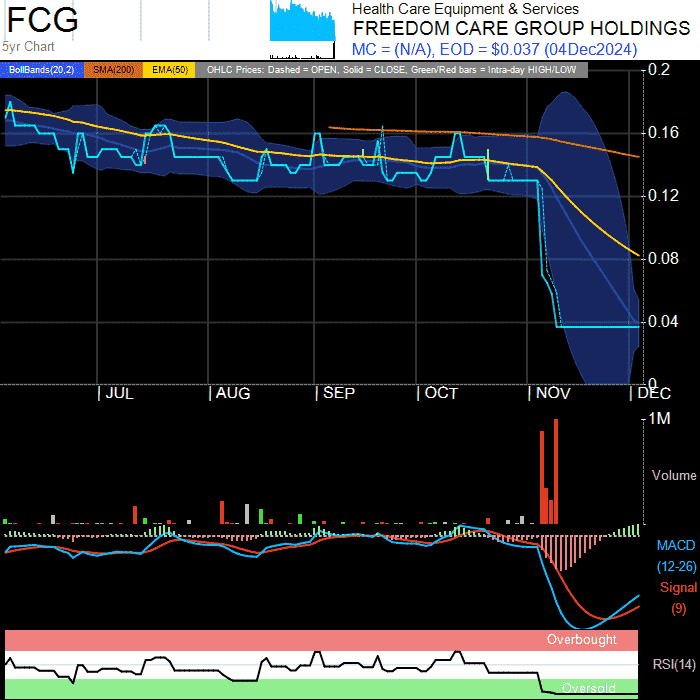 FCG
5yr Chart
Health Care Equipment & Services
FREEDOM CARE GROUP HOLDINGS
MC = (N/A), EOD = $0.037 (04Dec2024)
BollBands(20,2) SMA(200) EMA(50) OHLC Prices: Dashed = OPEN, Solid = CLOSE, Green/Red bars = Intra-day HIGH/LOW
0.2
0.16
0.12
0.08
0.04
0
JUL AUG SEP OCT NOV DEC
1M
Volume
MACD
(12-26)
Signal
(9)
Overbought
RSI(14)
Oversold